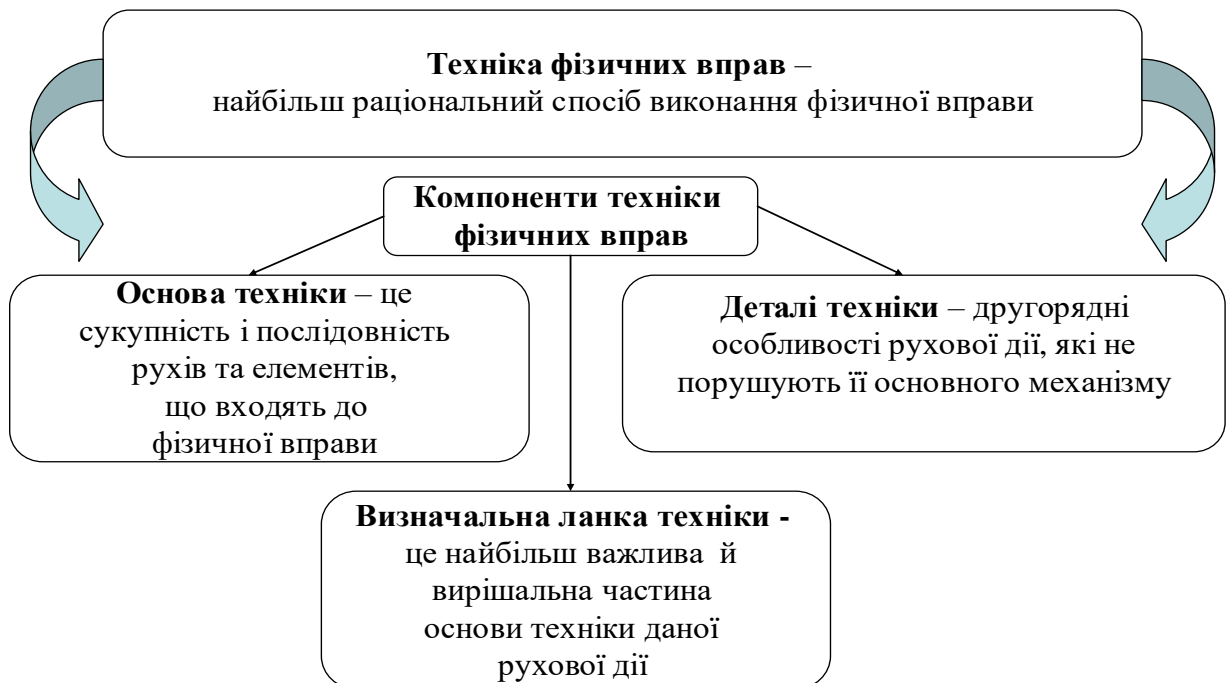 Техніка фізичних вправ –
найбільш раціональний спосіб виконання фізичної вправи
Компоненти техніки
фізичних вправ
Основа техніки – це
сукупність і послідовність
рухів та елементів,
що входять до
фізичної вправи
Деталі техніки – другорядні
особливості рухової дії, які не
порушують її основного механізму
Визначальна ланка техніки -
це найбільш важлива й
вирішальна частина
основи техніки даної
рухової дії